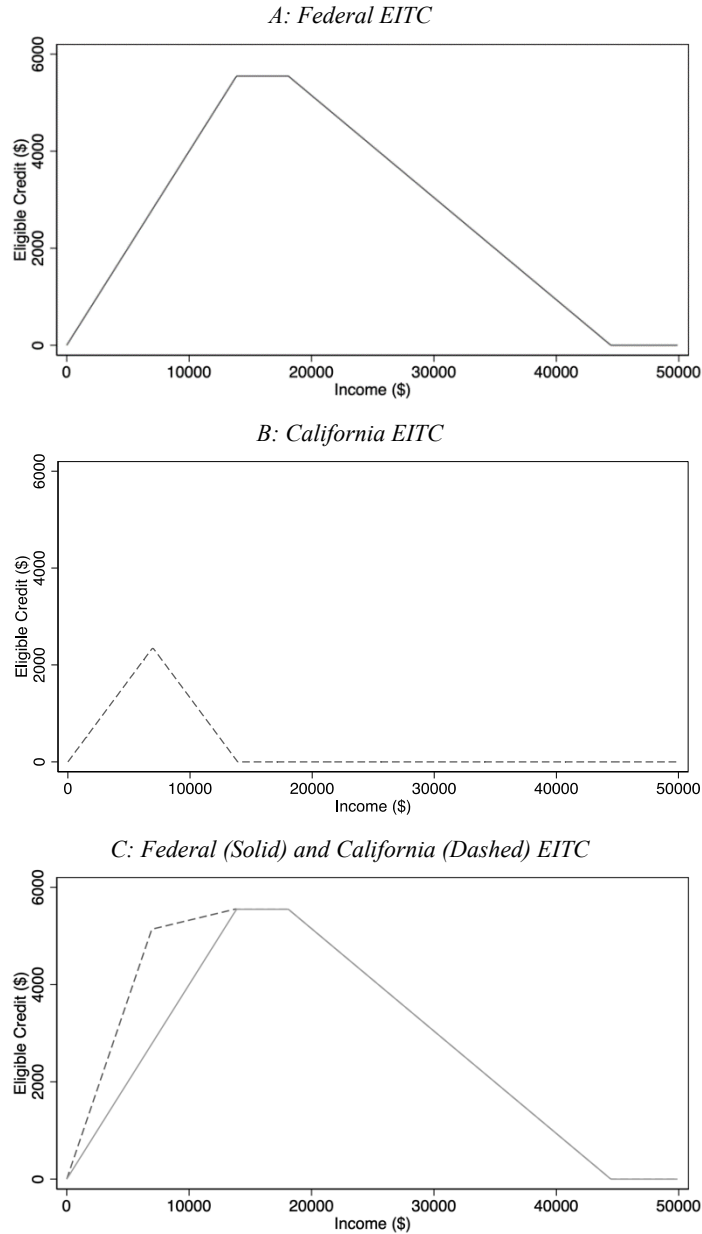 A: Federal EITC
6000
4000
2000
0
Eligible Credit ($)
0 10000 20000 30000 40000 50000
Income ($)
B: California EITC
6000
4000
2000
0
Eligible Credit ($)
0 10000 20000 30000 40000 50000
Income ($)
C: Federal (Solid) and California (Dashed) EITC
6000
4000
2000
0
Eligible Credit ($)
0 10000 20000 30000 40000 50000
Income ($)